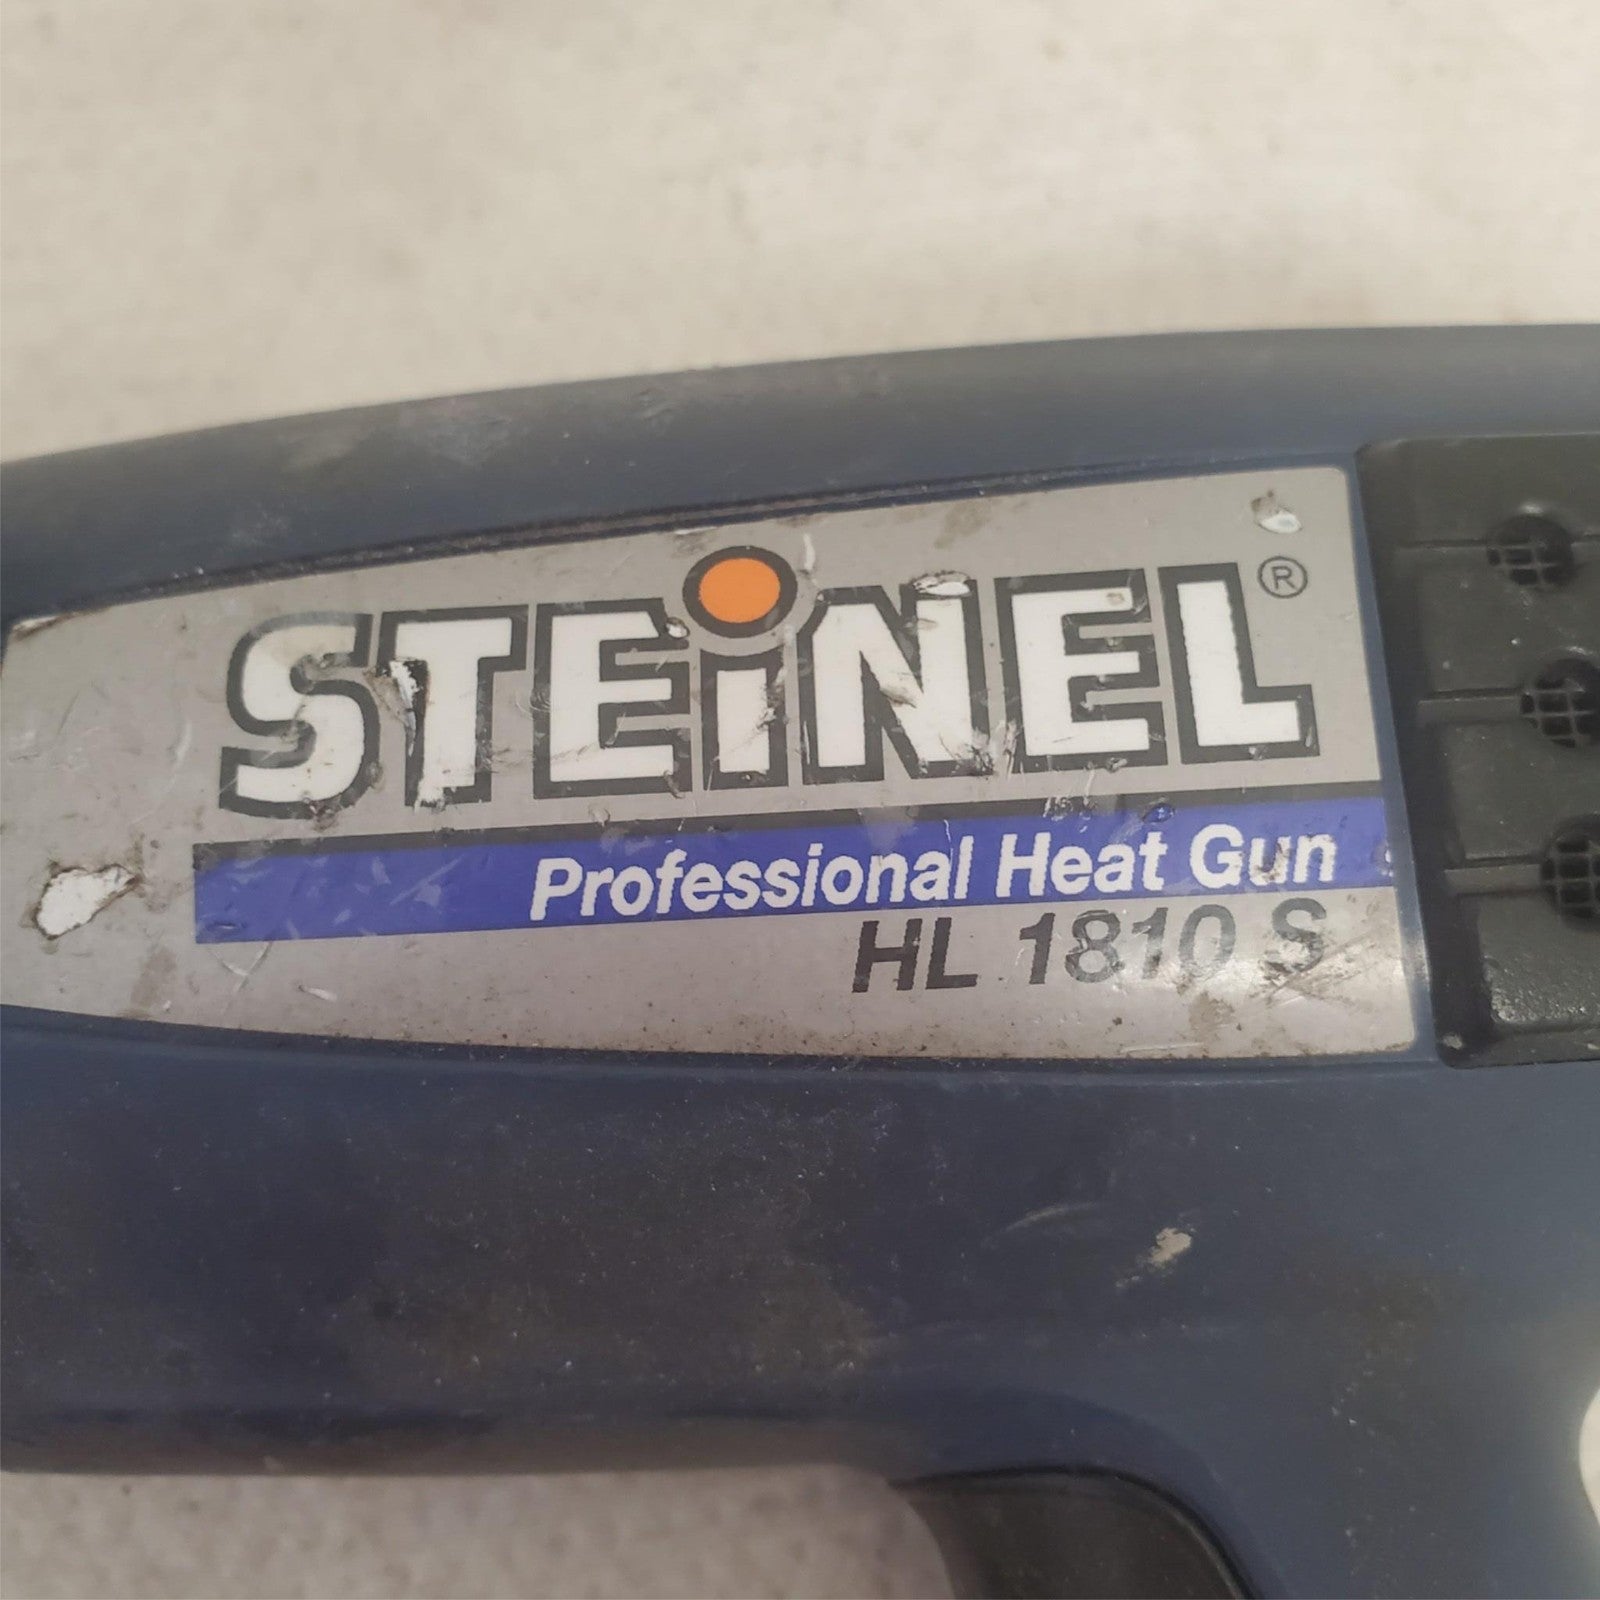 STEiNEL®
Professional Heat Gun
HL 1810 S